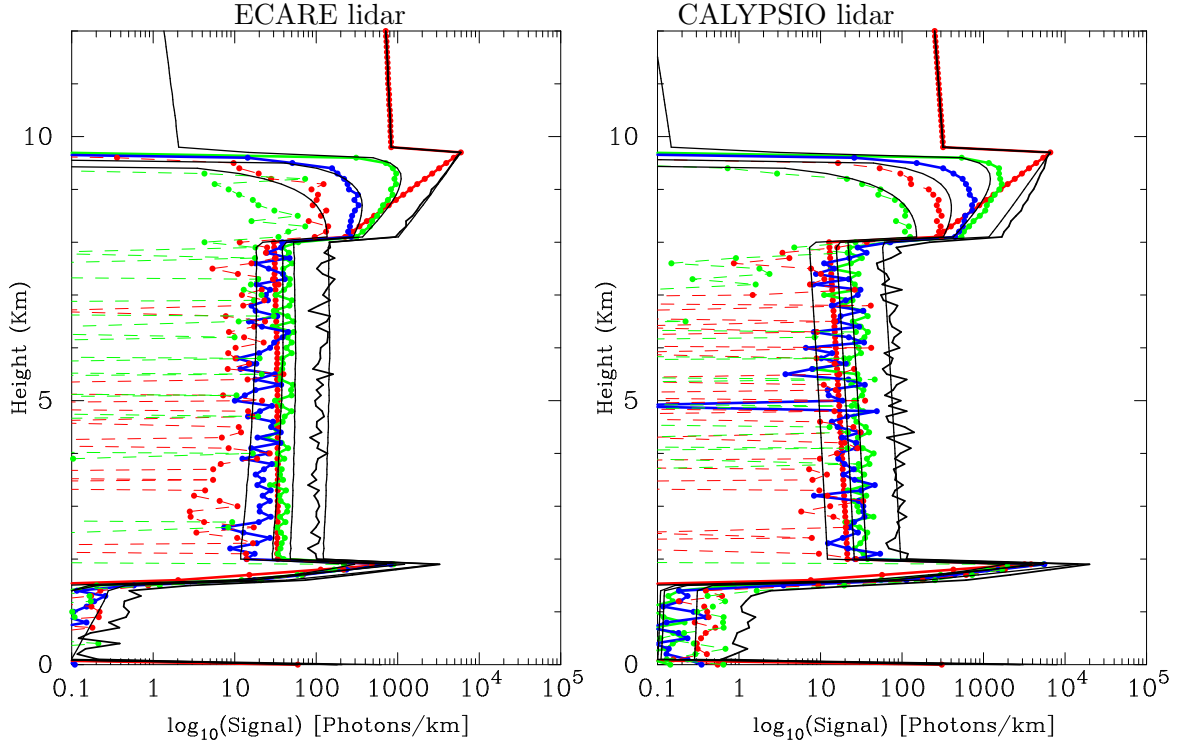 ECARE lidar
CALYPSIO lidar
Height (Km)
10
5
0
0.1 1 10 100 1000 10^4 10^5
log_10(Signal) [Photons/km]
Height (Km)
10
5
0
0.1 1 10 100 1000 10^4 10^5
log_10(Signal) [Photons/km]